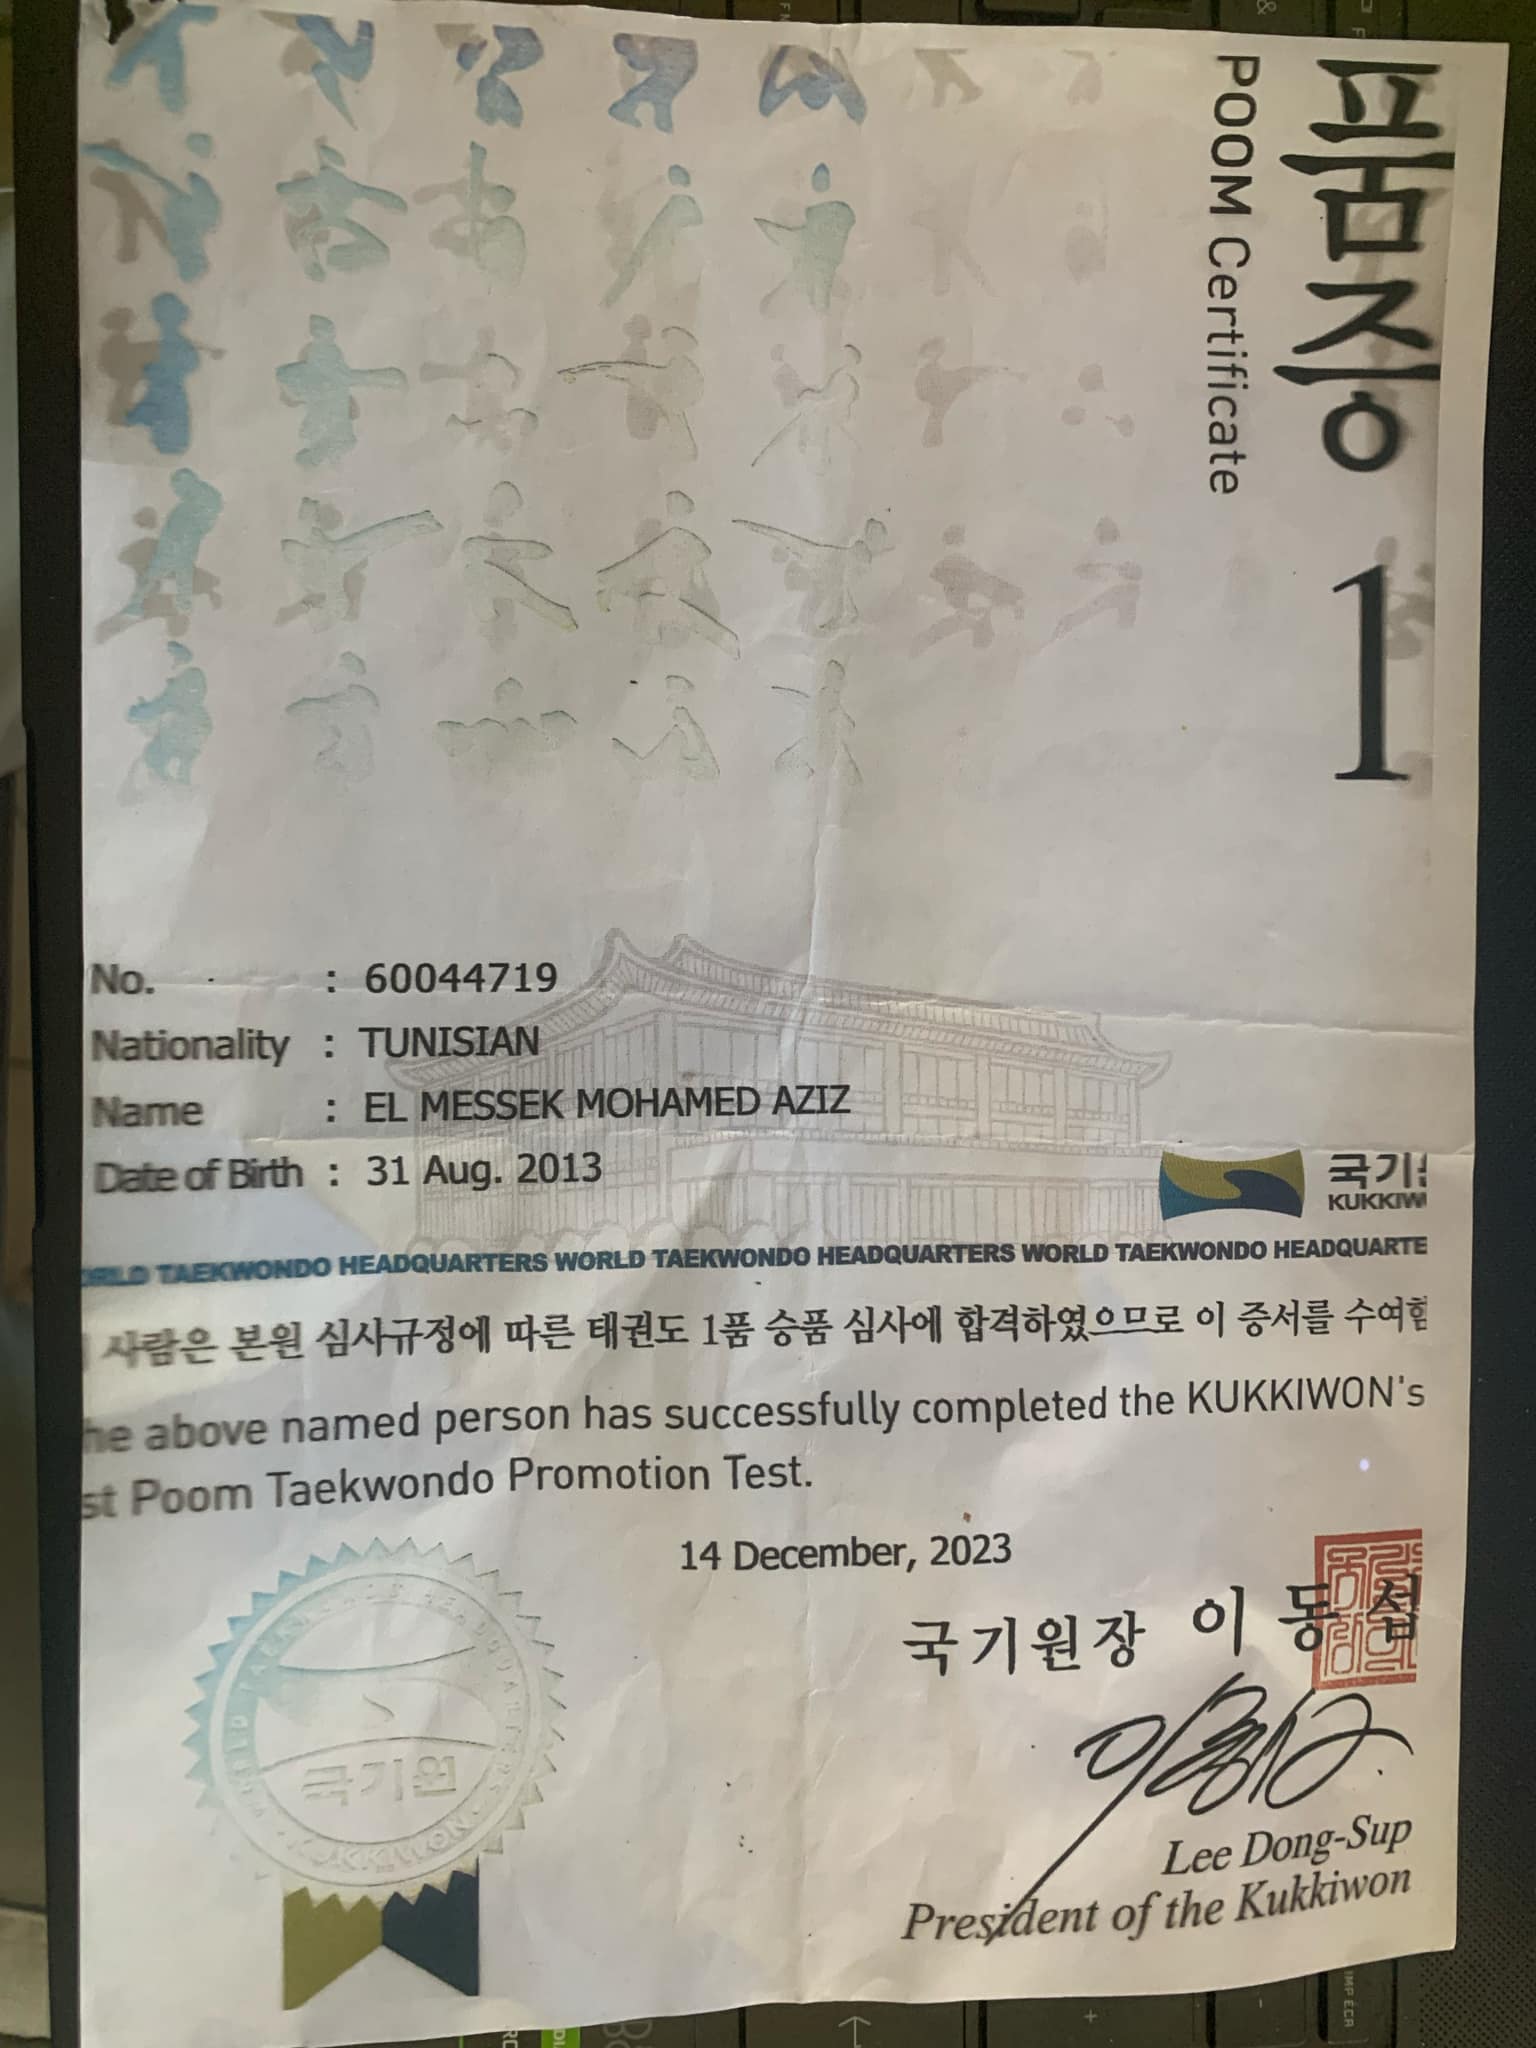 품증 1
POOM Certificate
No. : 60044719
Nationality : TUNISIAN
Name : EL MESSEK MOHAMED AZIZ
Date of Birth : 31 Aug. 2013
KUKKIW
TAEKWONDO HEADQUARTERS WORLD TAEKWONDO HEADQUARTERS WORLD TAEKWONDO HEADQUARTE
사람은 본원 심사규정에 따른 태권도 1품 승품 심사에 합격하였으므로 이 증서를 수여함
he above named person has successfully completed the KUKKIWON's
st Poom Taekwondo Promotion Test.
14 December, 2023
국기원장 이동섭
Lee Dong-Sup
President of the Kukkiwon
국기원
KUKKIWON